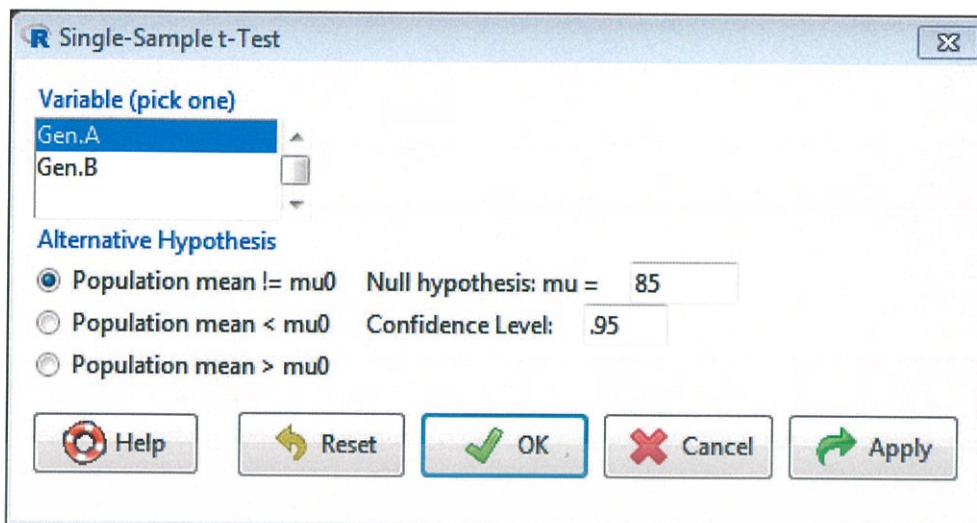 R Single-Sample t-Test
Variable (pick one)
Gen.A
Gen.B
Alternative Hypothesis
Population mean != mu0 Null hypothesis: mu = 85
Population mean < mu0 Confidence Level: .95
Population mean > mu0
Help Reset OK Cancel Apply